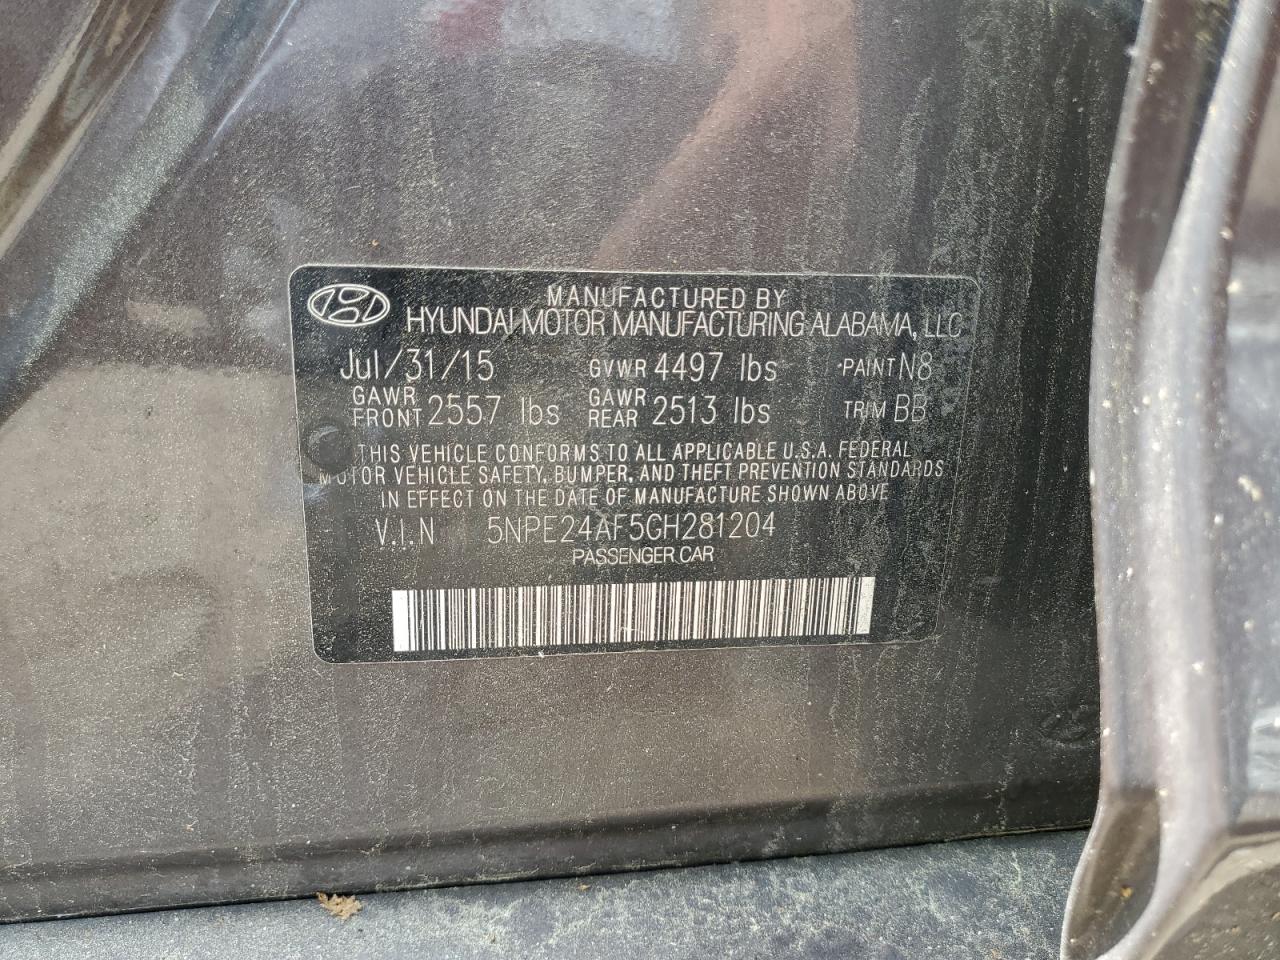 MANUFACTURED BY
HYUNDAI MOTOR MANUFACTURING ALABAMA, LLC
Jul/31/15 GVWR 4497 lbs PAINT N8
GAWR FRONT 2557 lbs GAWR REAR 2513 lbs TRIM BB
THIS VEHICLE CONFORMS TO ALL APPLICABLE U.S.A. FEDERAL
MOTOR VEHICLE SAFETY, BUMPER, AND THEFT PREVENTION STANDARDS
IN EFFECT ON THE DATE OF MANUFACTURE SHOWN ABOVE
V.I.N 5NPE24AF5GH281204
PASSENGER CAR